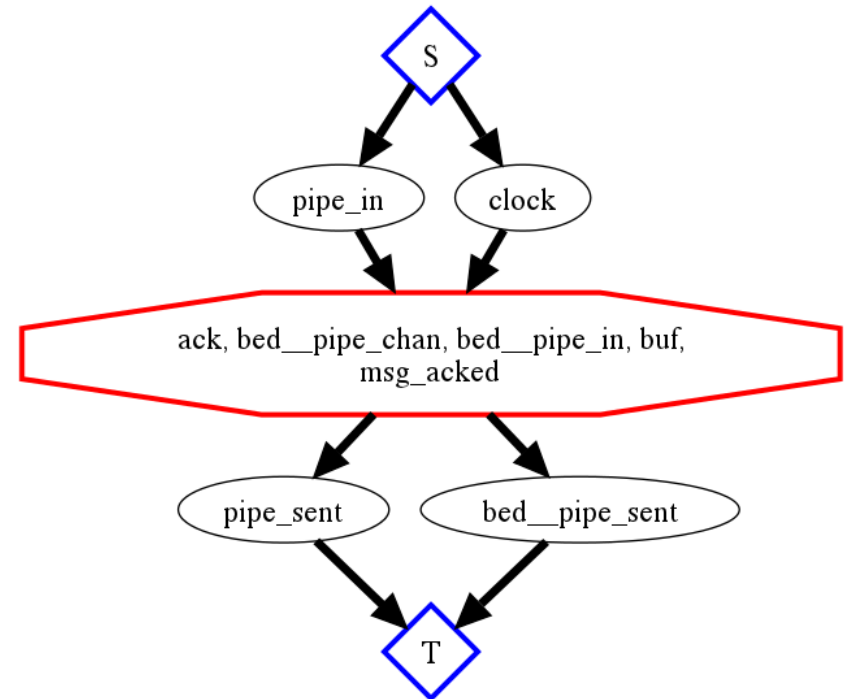 S
pipe_in
clock
ack, bed__pipe_chan, bed__pipe_in, buf,
msg_acked
pipe_sent
bed__pipe_sent
T